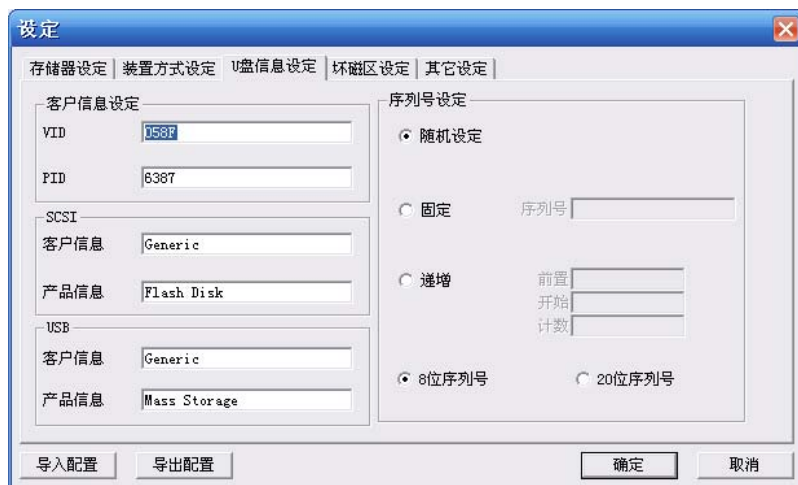 设定
存储器设定 装置方式设定 U盘信息设定 坏磁区设定 其它设定
客户信息设定
VID 058F
PID 6387
SCSI
客户信息 Generic
产品信息 Flash Disk
USB
客户信息 Generic
产品信息 Mass Storage
序列号设定
随机设定
固定 序列号
递增 前置
开始
计数
8位序列号 20位序列号
导入配置 导出配置 确定 取消